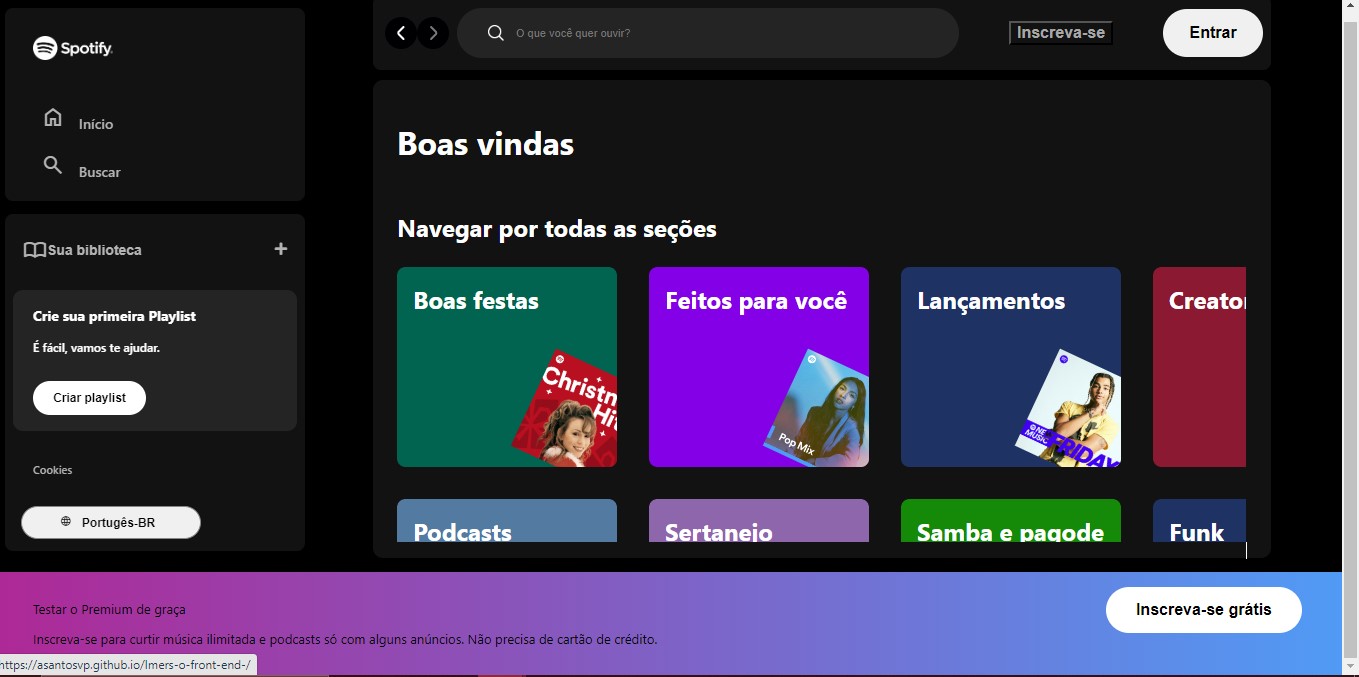 Spotify
Início
Buscar
Sua biblioteca
+
Crie sua primeira Playlist
É fácil, vamos te ajudar.
Criar playlist
Cookies
Portugês-BR
O que você quer ouvir?
Inscreva-se
Entrar
Boas vindas
Navegar por todas as seções
Boas festas
Christm
Hi
Feitos para você
Pop Mix
Lançamentos
NE
MUSIC
FRIDAY
Creator
Podcasts
Sertanejo
Samba e pagode
Funk
Testar o Premium de graça
Inscreva-se para curtir música ilimitada e podcasts só com alguns anúncios. Não precisa de cartão de crédito.
Inscreva-se grátis
https://asantosvp.github.io/Imers-o-front-end-/